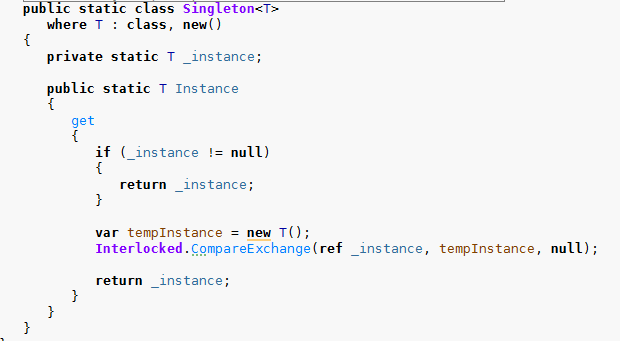 public static class Singleton<T>
where T : class, new()
{
private static T _instance;
public static T Instance
{
get
{
if (_instance != null)
{
return _instance;
}
var tempInstance = new T();
Interlocked.CompareExchange(ref _instance, tempInstance, null);
return _instance;
}
}
}
}